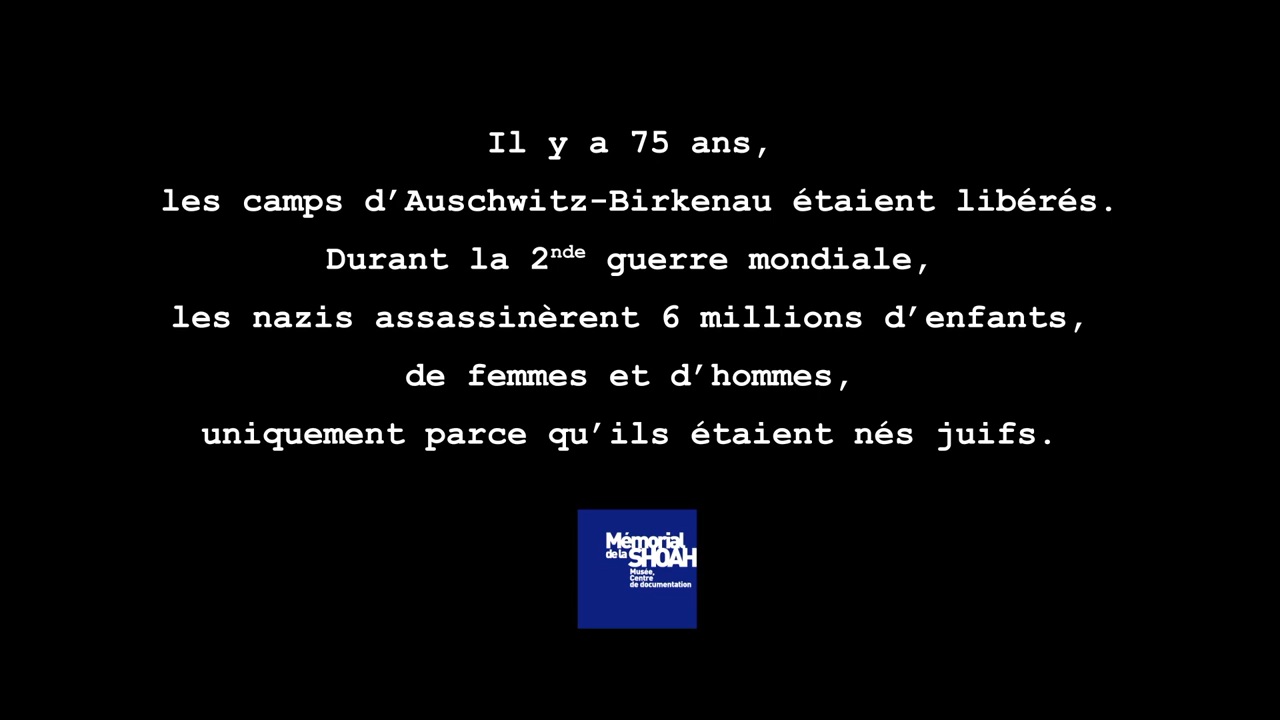 Il y a 75 ans,
les camps d’Auschwitz-Birkenau étaient libérés.
Durant la 2nde guerre mondiale,
les nazis assassinèrent 6 millions d’enfants,
de femmes et d’hommes,
uniquement parce qu’ils étaient nés juifs.
Mémorial
de la SHOAH
Musée,
Centre
de documentation